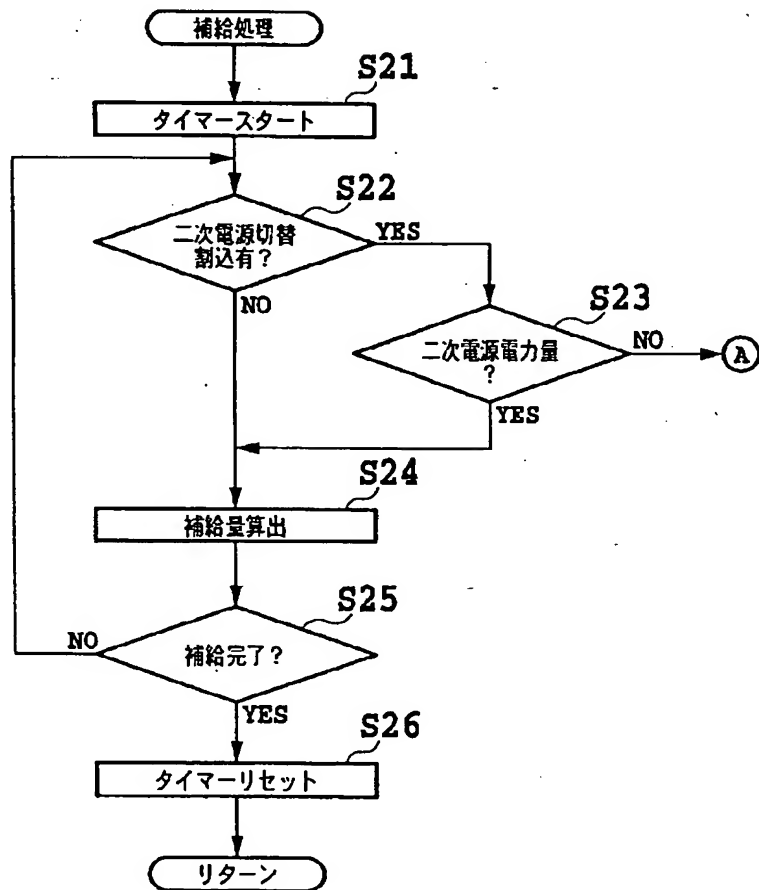 補給処理
S21
タイマースタート
S22
二次電源切替
割込有?
YES
NO
S23
二次電源電力量
?
NO
A
YES
S24
補給量算出
S25
NO
補給完了?
YES
S26
タイマーリセット
リターン